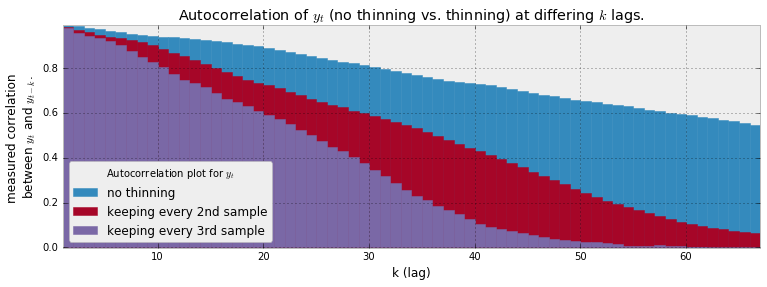 Autocorrelation of y_t (no thinning vs. thinning) at differing k lags.
measured correlation
between y_t and y_{t-k}.
0.8
0.6
0.4
0.2
0.0
Autocorrelation plot for y_t
no thinning
keeping every 2nd sample
keeping every 3rd sample
10 20 30 40 50 60
k (lag)